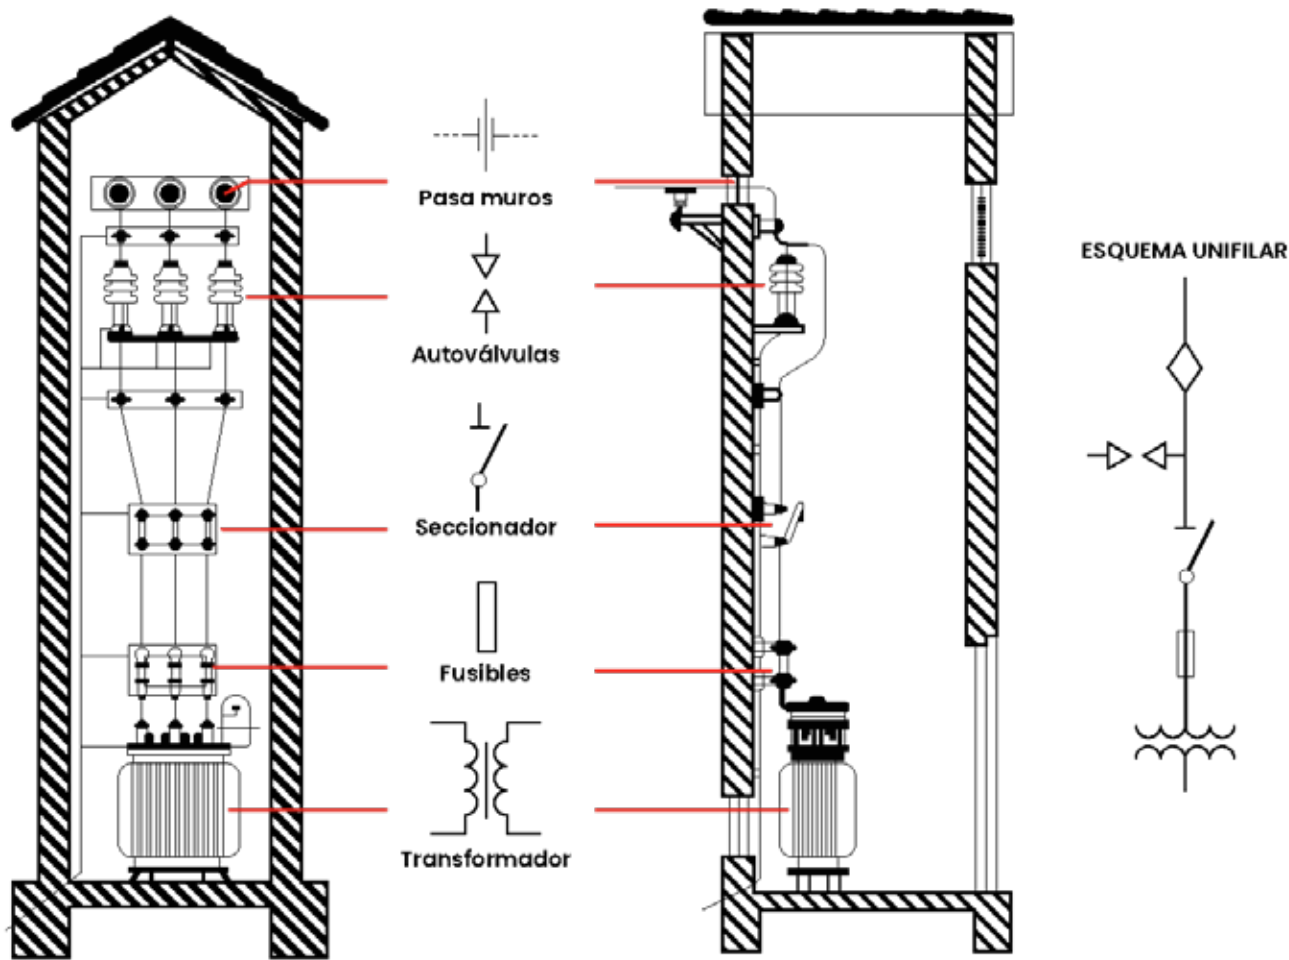 Pasa muros
ESQUEMA UNIFILAR
Autoválvulas
Seccionador
Fusibles
Transformador